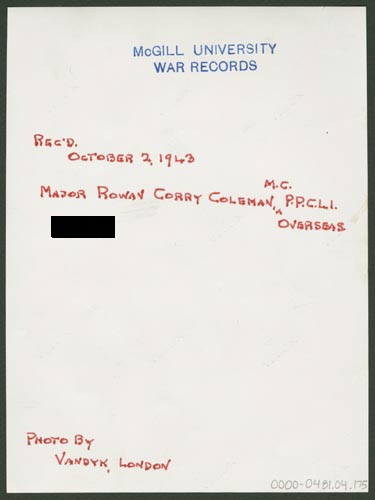 McGILL UNIVERSITY
WAR RECORDS
REC'D.
OCTOBER 2, 1943
M.C.
MAJOR ROWAN CORRY COLEMAN, ^ P.P.C.L.I.
OVERSEAS
PHOTO BY
VANDYK, LONDON
0000-0481.04.175